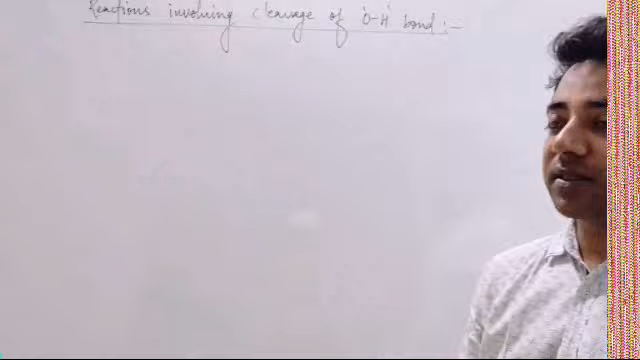 Reactions involving cleavage of 'O-H' bond :-